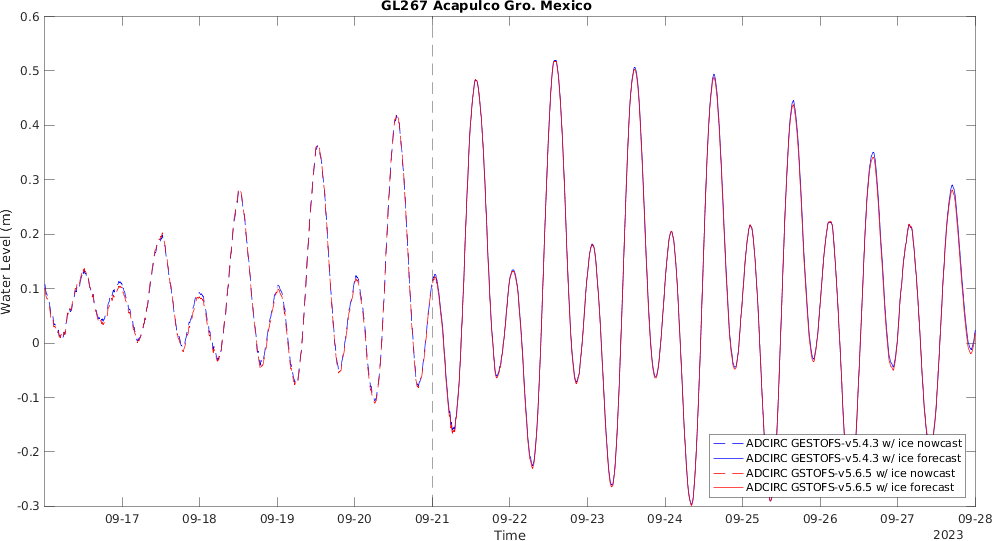 GL267 Acapulco Gro. Mexico
0.6
0.5
0.4
0.3
0.2
0.1
0
-0.1
-0.2
-0.3
Water Level (m)
ADCIRC GESTOFS-v5.4.3 w/ ice nowcast
ADCIRC GESTOFS-v5.4.3 w/ ice forecast
ADCIRC GSTOFS-v5.6.5 w/ ice nowcast
ADCIRC GSTOFS-v5.6.5 w/ ice forecast
09-17 09-18 09-19 09-20 09-21 09-22 09-23 09-24 09-25 09-26 09-27 09-28
Time
2023